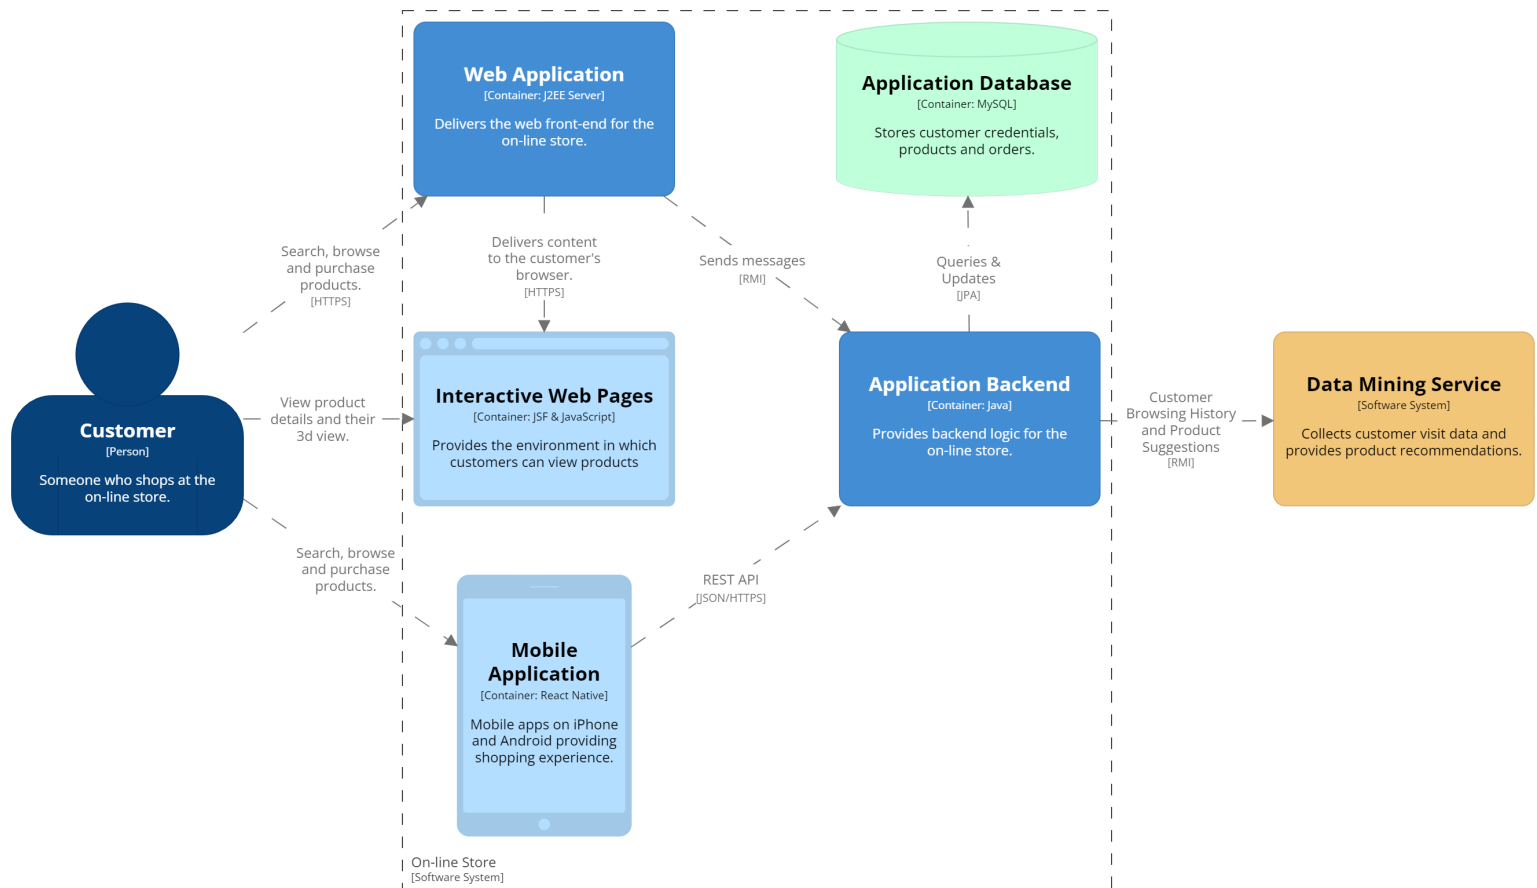 Web Application
[Container: J2EE Server]
Delivers the web front-end for the
on-line store.
Application Database
[Container: MySQL]
Stores customer credentials,
products and orders.
Search, browse
and purchase
products.
[HTTPS]
Delivers content
to the customer's
browser.
[HTTPS]
Sends messages
[RMI]
Queries &
Updates
[JPA]
Customer
[Person]
Someone who shops at the
on-line store.
View product
details and their
3d view.
Interactive Web Pages
[Container: JSF & JavaScript]
Provides the environment in which
customers can view products
Application Backend
[Container: Java]
Provides backend logic for the
on-line store.
Customer
Browsing History
and Product
Suggestions
[RMI]
Data Mining Service
[Software System]
Collects customer visit data and
provides product recommendations.
Search, browse
and purchase
products.
REST API
[JSON/HTTPS]
Mobile
Application
[Container: React Native]
Mobile apps on iPhone
and Android providing
shopping experience.
On-line Store
[Software System]